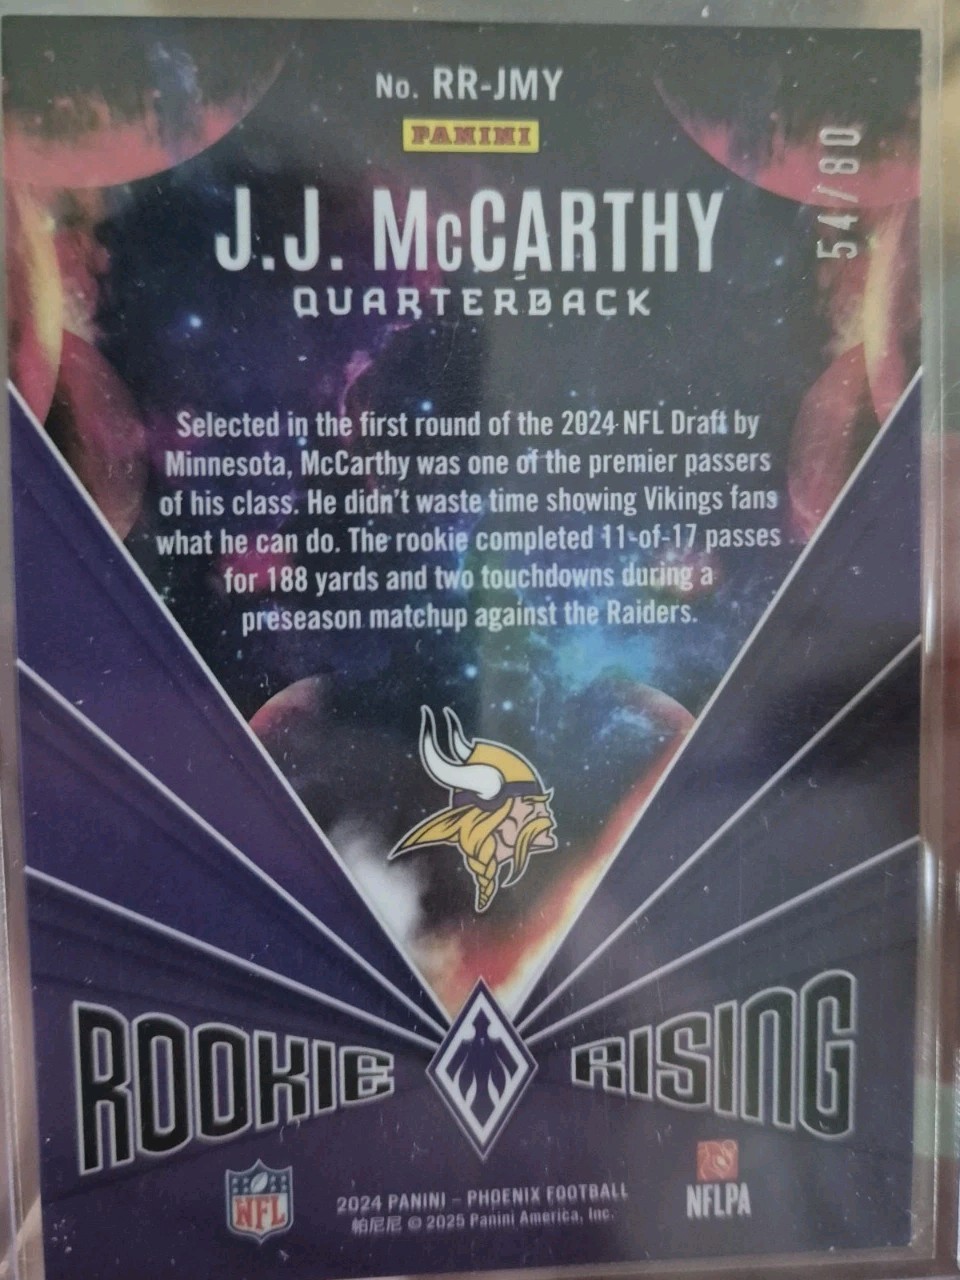 No. RR-JMY
PANINI
54/80
J.J. McCARTHY
QUARTERBACK
Selected in the first round of the 2024 NFL Draft by
Minnesota, McCarthy was one of the premier passers
of his class. He didn't waste time showing Vikings fans
what he can do. The rookie completed 11-of-17 passes
for 188 yards and two touchdowns during a
preseason matchup against the Raiders.
ROOKIE RISING
NFL
2024 PANINI – PHOENIX FOOTBALL
帕尼尼 © 2025 Panini America, Inc.
NFLPA